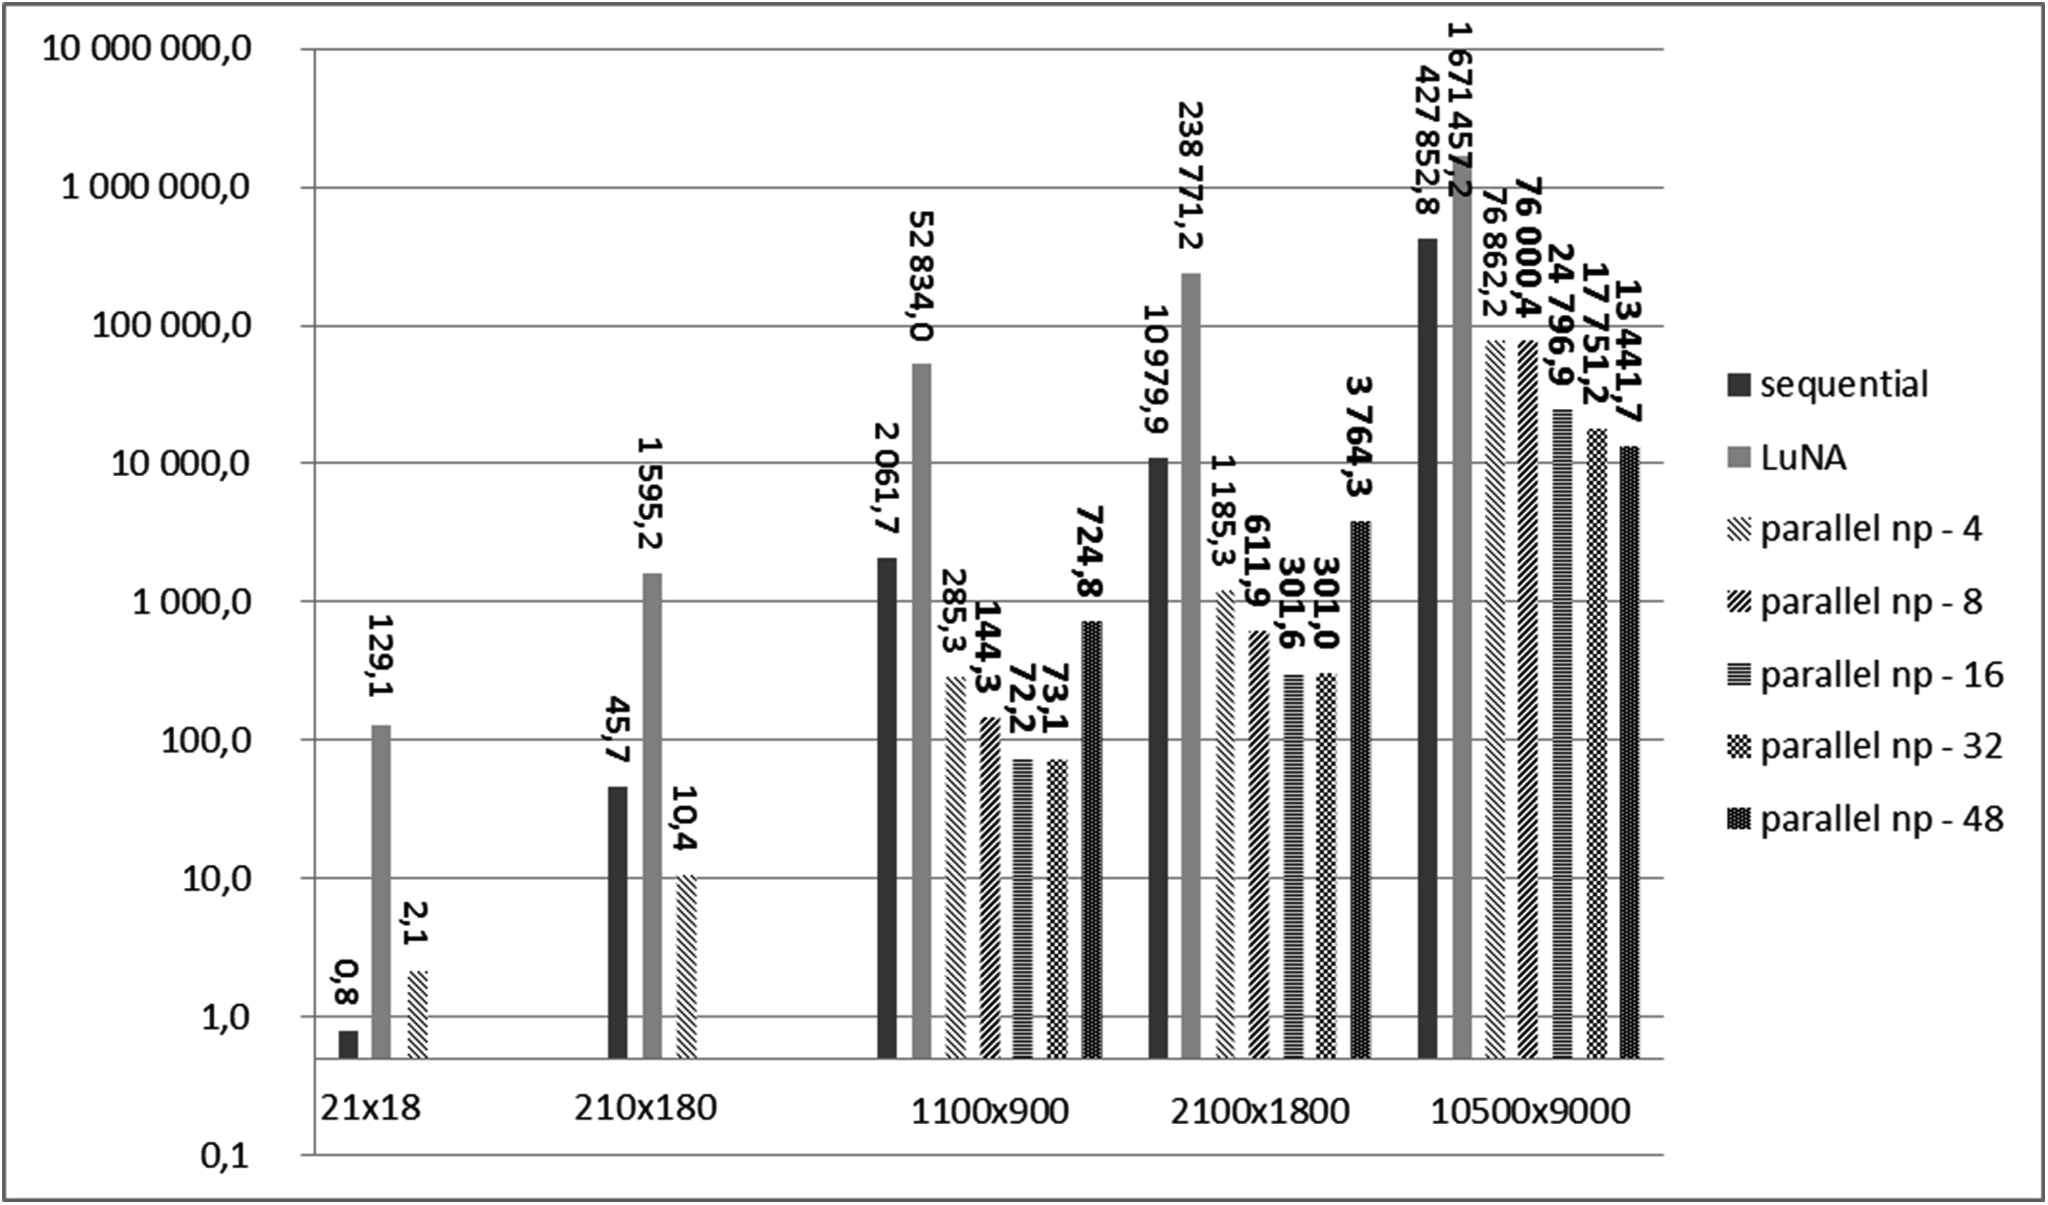 10 000 000,0
1 000 000,0
100 000,0
10 000,0
1 000,0
100,0
10,0
1,0
0,1
0,8
129,1
2,1
45,7
1 595,2
10,4
2 061,7
52 834,0
285,3
144,3
72,2
73,1
724,8
10 979,9
238 771,2
1 185,3
611,9
301,6
301,0
3 764,3
427 852,8
1 671 457,2
76 862,2
76 000,4
24 796,9
17 751,2
13 441,7
21x18
210x180
1100x900
2100x1800
10500x9000
sequential
LuNA
parallel np - 4
parallel np - 8
parallel np - 16
parallel np - 32
parallel np - 48